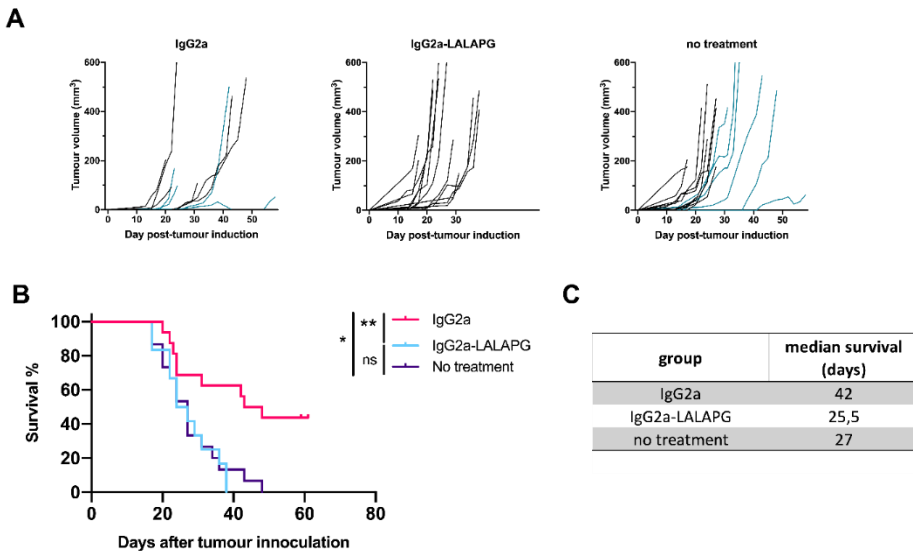 A
IgG2a
IgG2a-LALAPG
no treatment
Tumour volume (mm³)
600
400
200
0
0 10 20 30 40 50
Day post-tumour induction
Tumour volume (mm³)
600
400
200
0
0 10 20 30
Day post-tumour induction
Tumour volume (mm³)
600
400
200
0
0 10 20 30 40 50
Day post-tumour induction
B
Survival %
100
80
60
40
20
0
0 20 40 60 80
Days after tumour innoculation
* ** IgG2a
IgG2a-LALAPG
ns
No treatment
C
group median survival (days)
IgG2a 42
IgG2a-LALAPG 25,5
no treatment 27